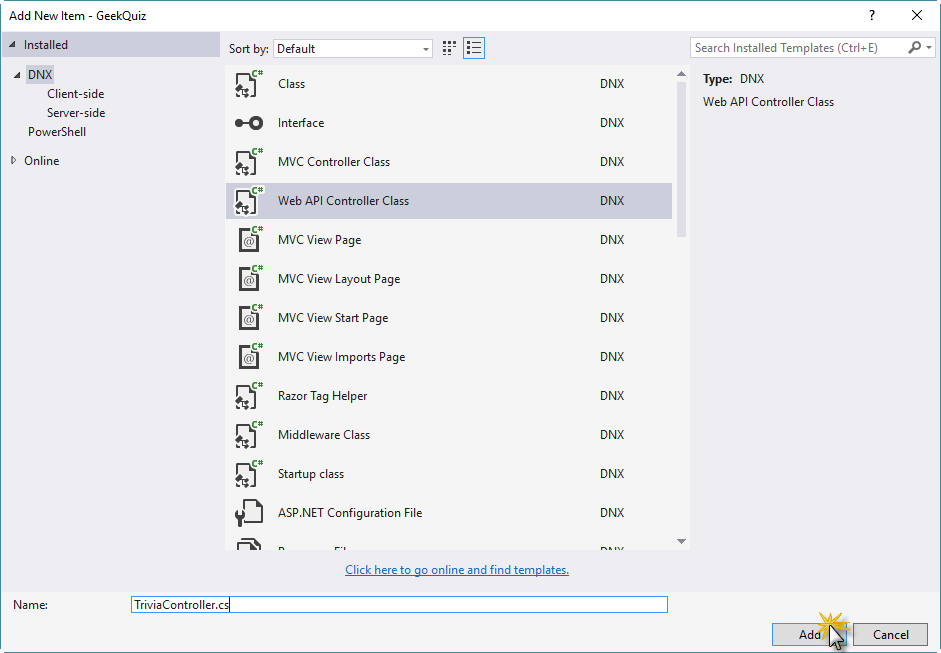 Add New Item - GeekQuiz
?
Installed
Sort by: Default
Search Installed Templates (Ctrl+E)
DNX
Client-side
Server-side
PowerShell
Online
C# Class DNX
Interface DNX
C# MVC Controller Class DNX
C# Web API Controller Class DNX
C# @ MVC View Page DNX
C# @ MVC View Layout Page DNX
C# @ MVC View Start Page DNX
C# @ MVC View Imports Page DNX
C# Razor Tag Helper DNX
C# Middleware Class DNX
C# Startup class DNX
ASP.NET Configuration File DNX
Type: DNX
Web API Controller Class
Click here to go online and find templates.
Name: TriviaController.cs
Add
Cancel